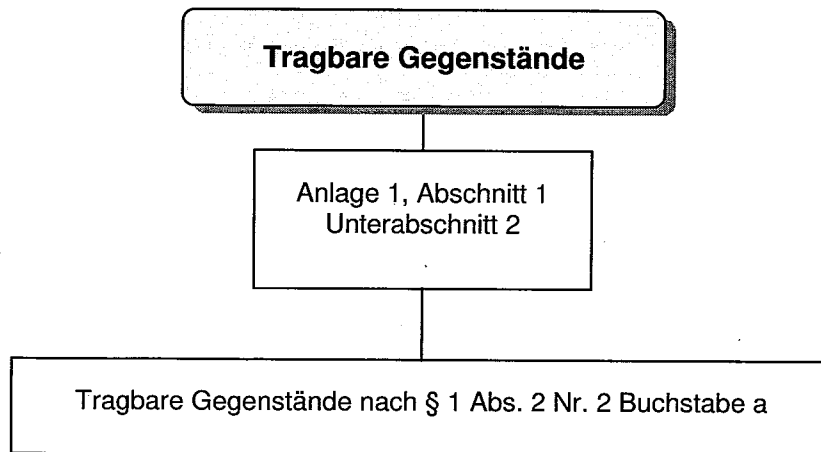 Tragbare Gegenstände
Anlage 1, Abschnitt 1
Unterabschnitt 2
Tragbare Gegenstände nach § 1 Abs. 2 Nr. 2 Buchstabe a